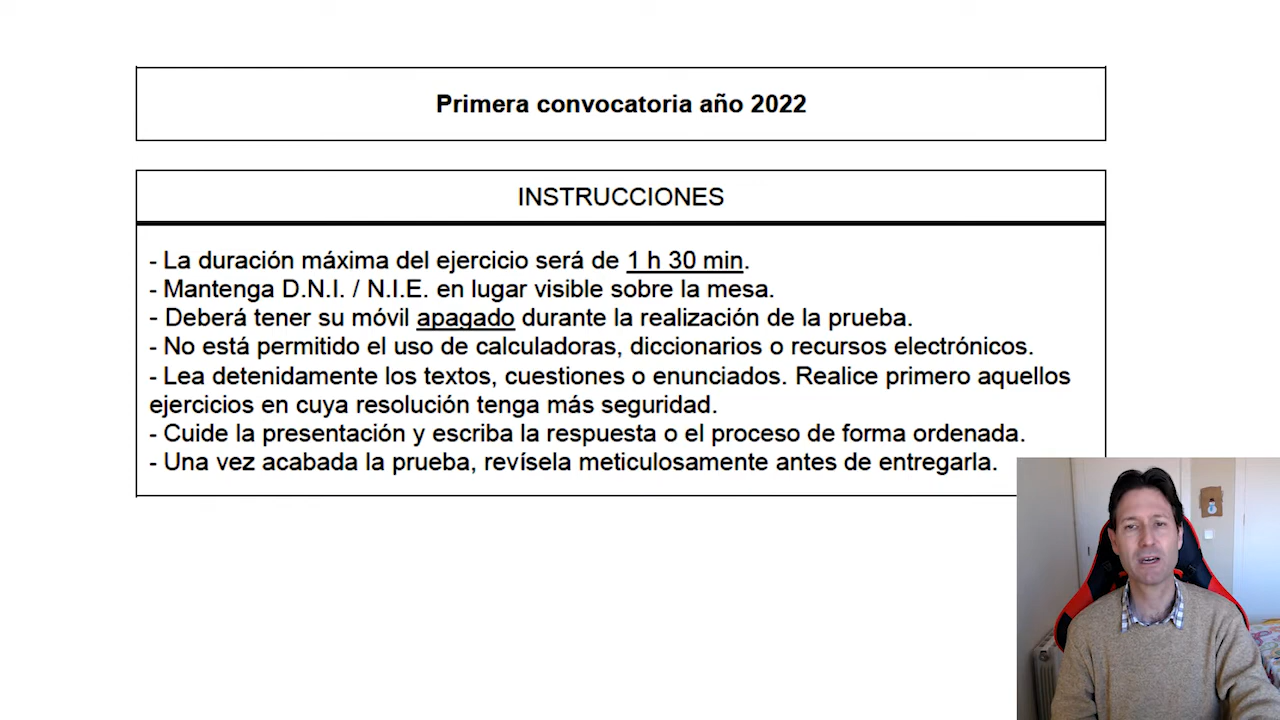 Primera convocatoria año 2022
INSTRUCCIONES
- La duración máxima del ejercicio será de 1 h 30 min.
- Mantenga D.N.I. / N.I.E. en lugar visible sobre la mesa.
- Deberá tener su móvil apagado durante la realización de la prueba.
- No está permitido el uso de calculadoras, diccionarios o recursos electrónicos.
- Lea detenidamente los textos, cuestiones o enunciados. Realice primero aquellos
ejercicios en cuya resolución tenga más seguridad.
- Cuide la presentación y escriba la respuesta o el proceso de forma ordenada.
- Una vez acabada la prueba, revísela meticulosamente antes de entregarla.